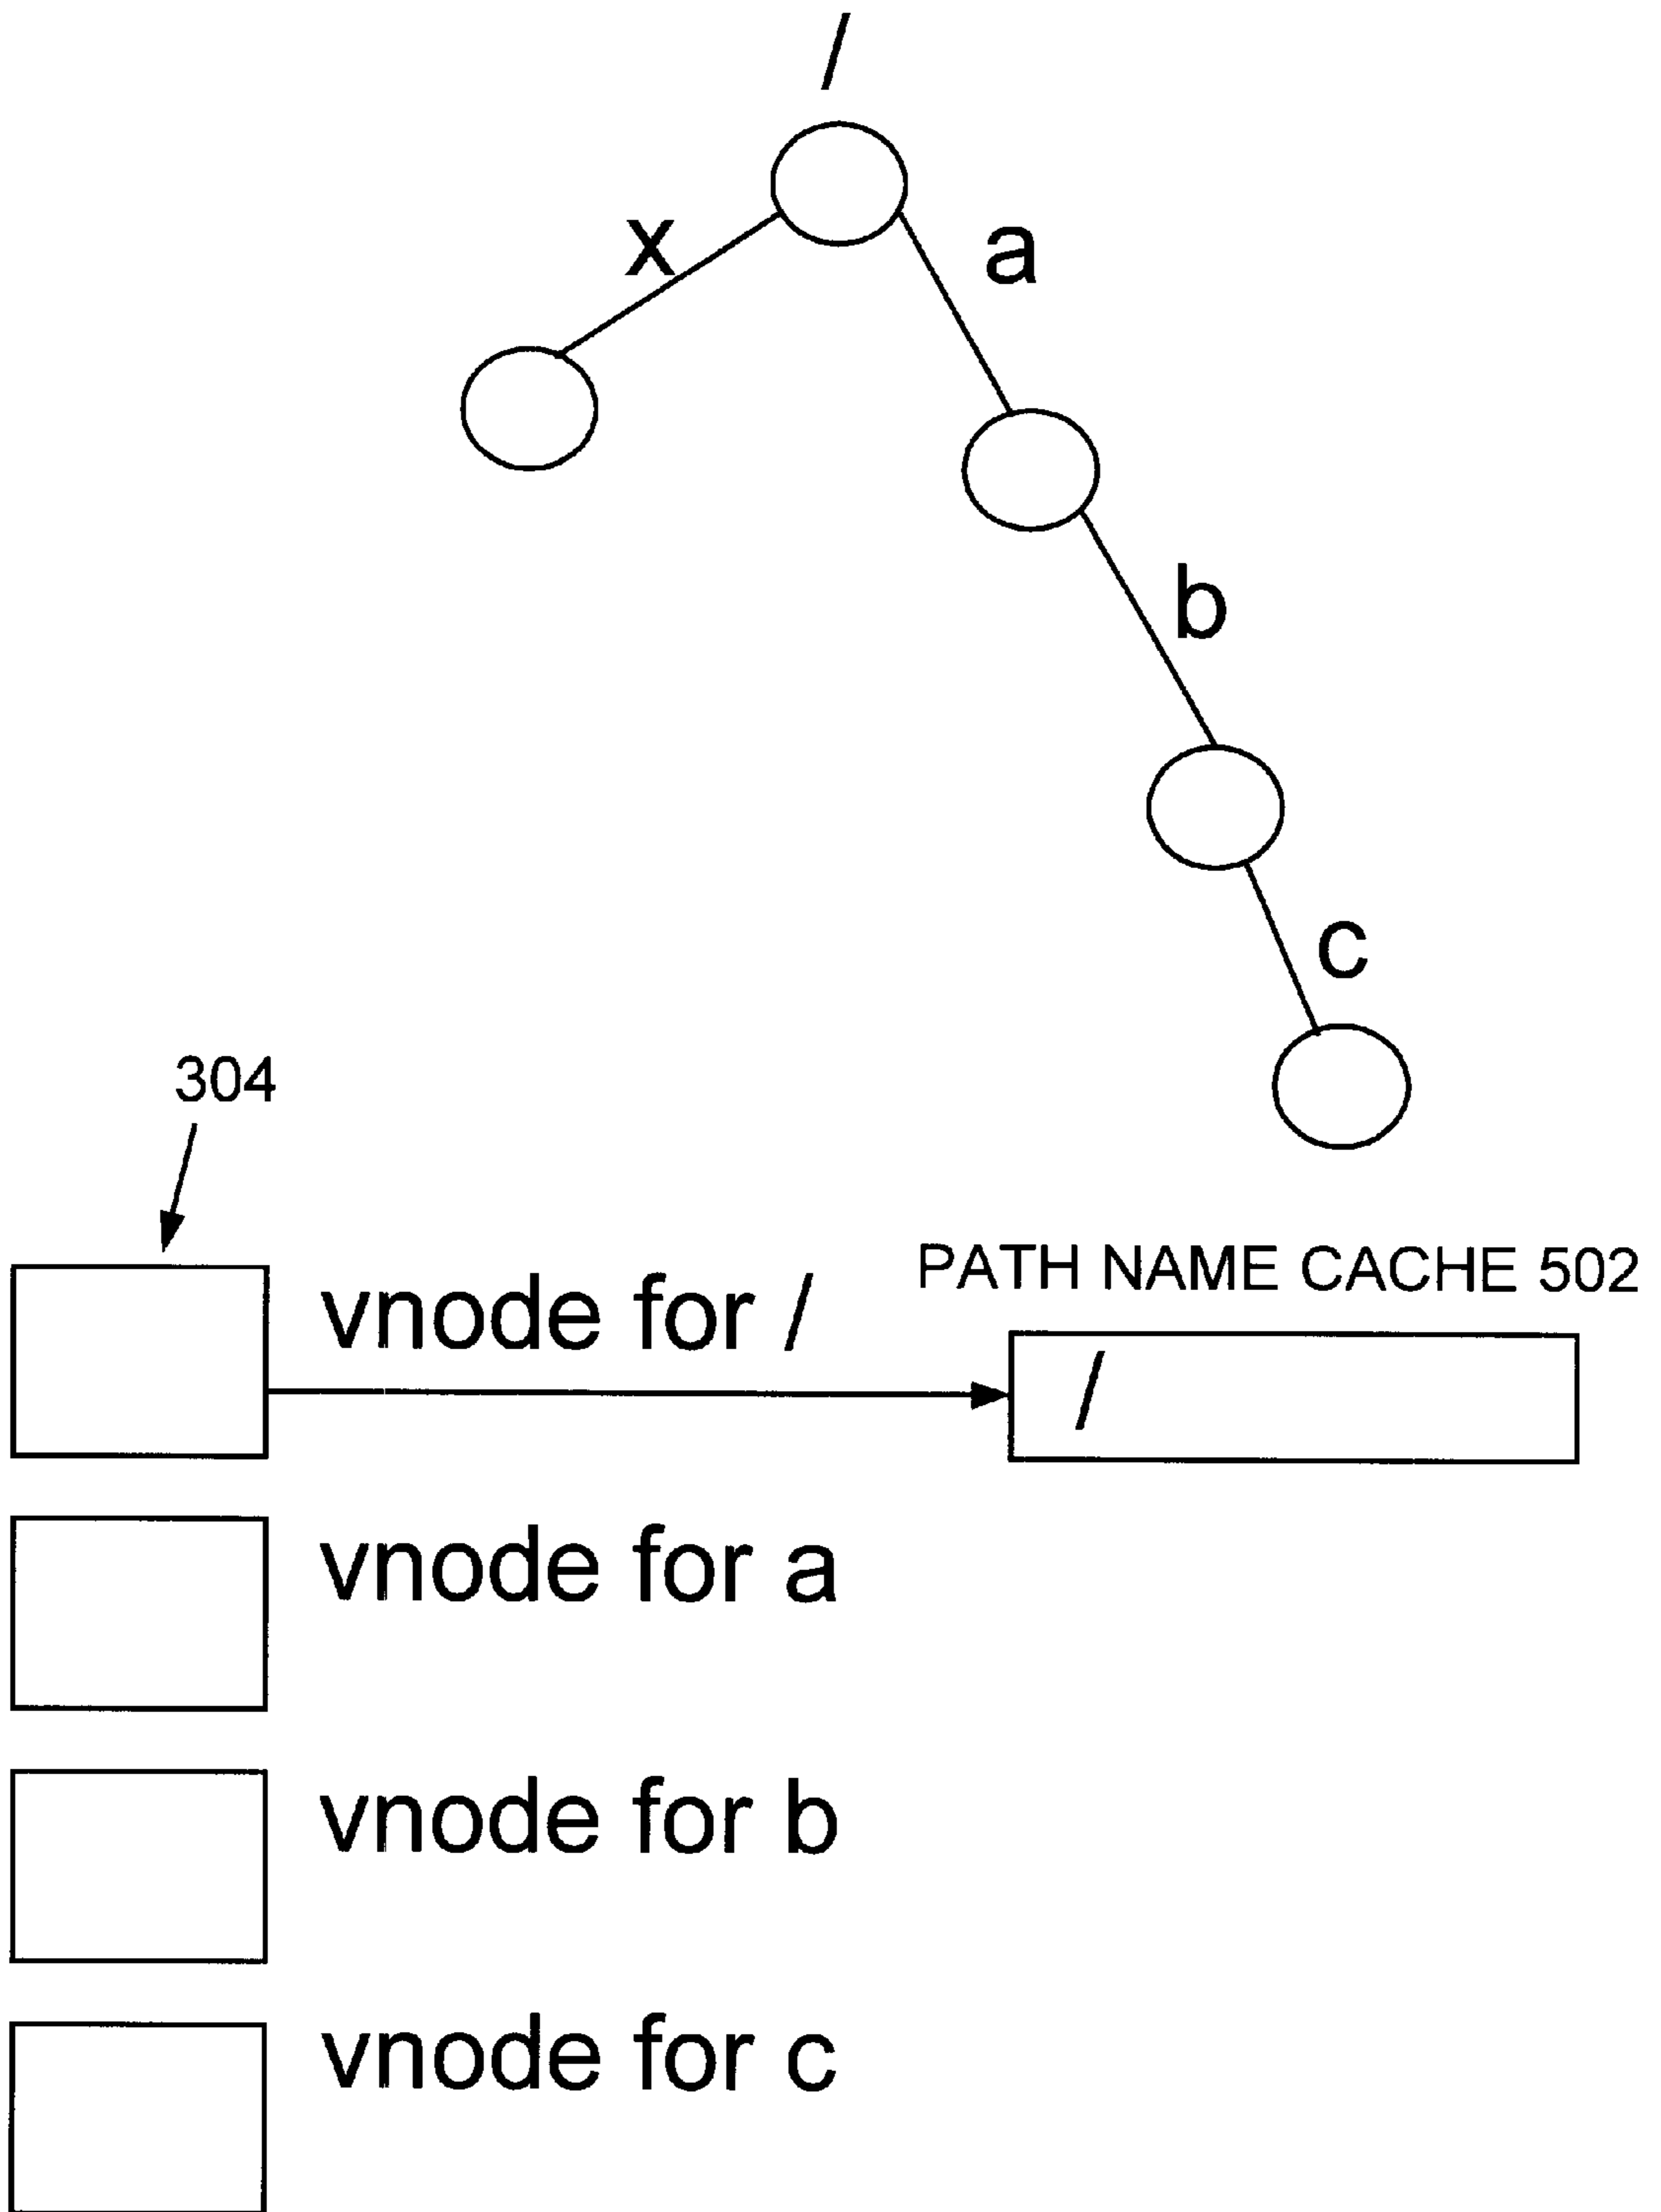 /
x
a
b
c
304
PATH NAME CACHE 502
vnode for /
/
vnode for a
vnode for b
vnode for c